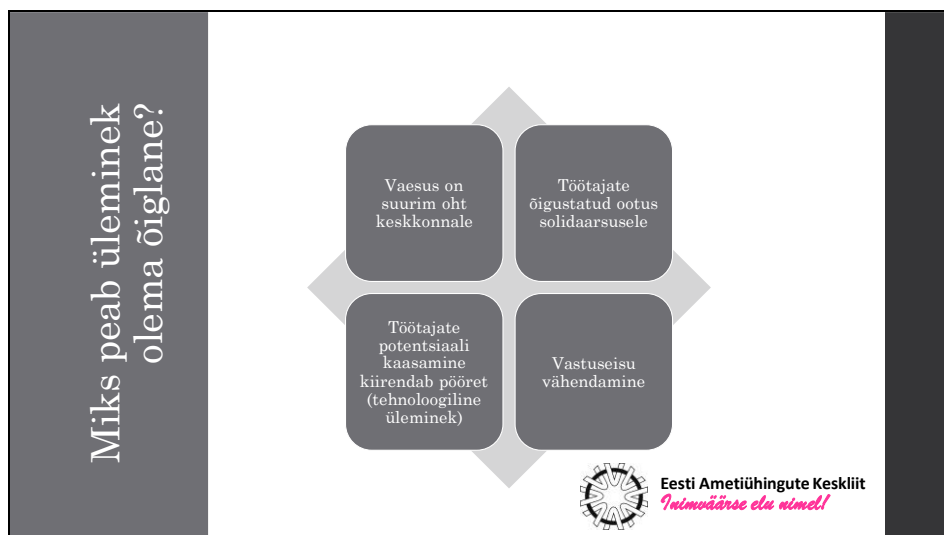 Miks peab üleminek
olema õiglane?
Vaesus on
suurim oht
keskkonnale
Töötajate
õigustatud ootus
solidaarsusele
Töötajate
potentsiaali
kaasamine
kiirendab pööret
(tehnoloogiline
üleminek)
Vastuseisu
vähendamine
Eesti Ametiühingute Keskliit
Inimväärse elu nimel!